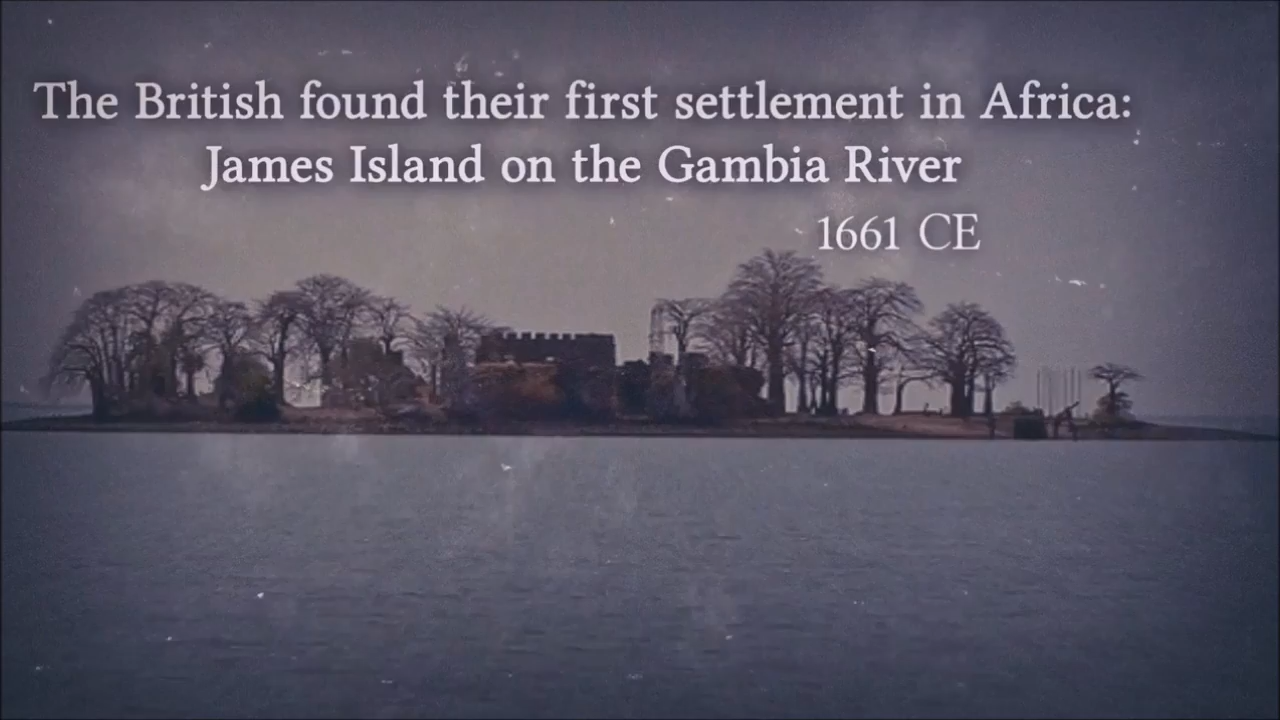 The British found their first settlement in Africa:
James Island on the Gambia River
1661 CE